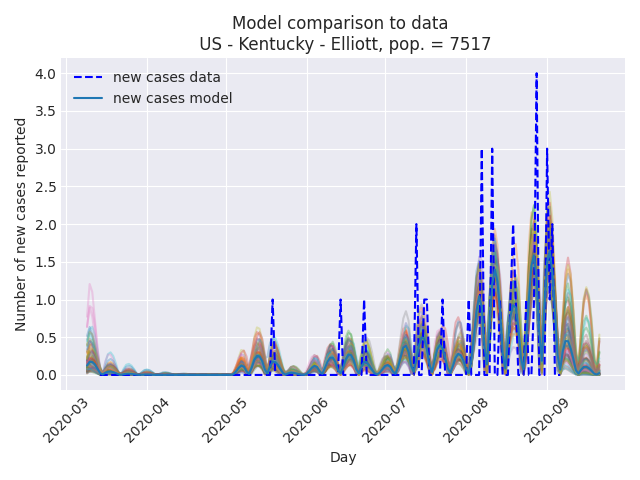 Model comparison to data
US - Kentucky - Elliott, pop. = 7517
new cases data
new cases model
Number of new cases reported
4.0
3.5
3.0
2.5
2.0
1.5
1.0
0.5
0.0
2020-03
2020-04
2020-05
2020-06
2020-07
2020-08
2020-09
Day